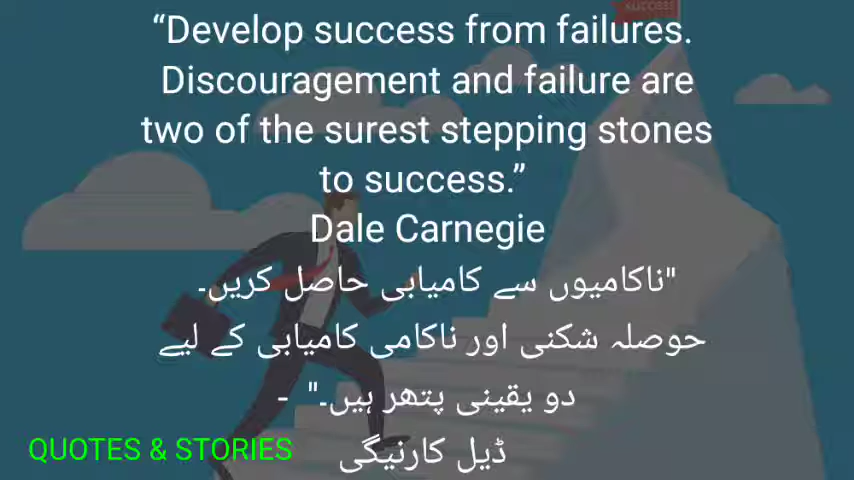 success
“Develop success from failures.
Discouragement and failure are
two of the surest stepping stones
to success.”
Dale Carnegie
"ناکامیوں سے کامیابی حاصل کریں۔
حوصلہ شکنی اور ناکامی کامیابی کے لیے
دو یقینی پتھر ہیں۔" -
ڈیل کارنیگی
QUOTES & STORIES